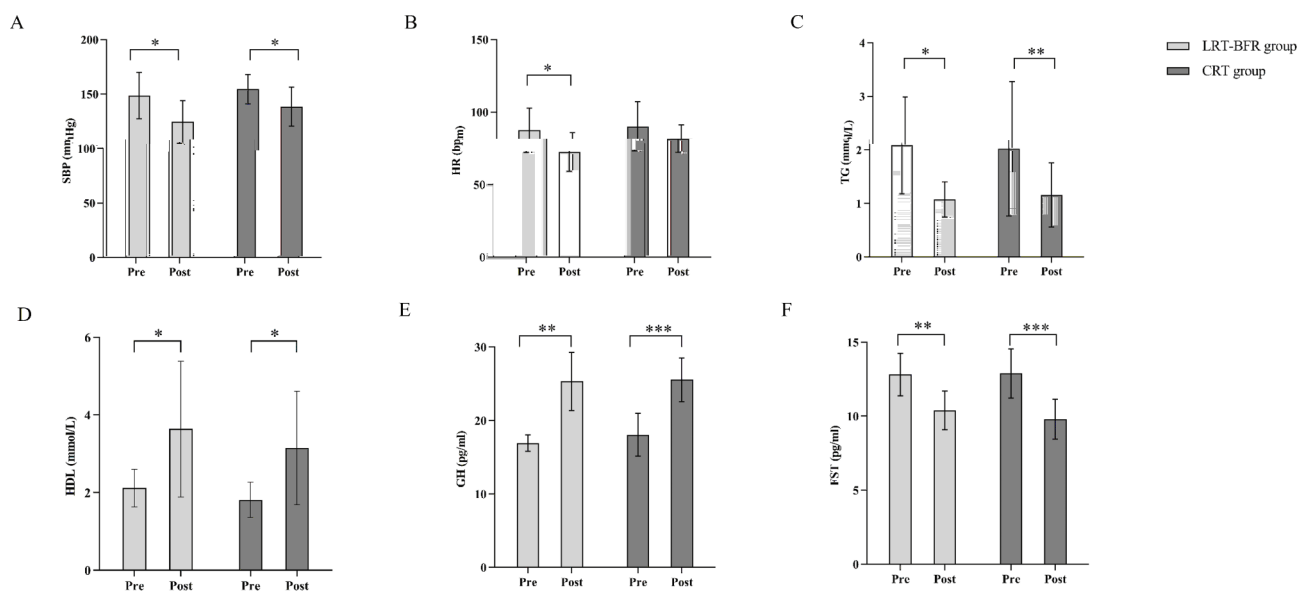 A
B
C
LRT-BFR group
CRT group
SBP (mmHg)
200
150
100
50
0
*
*
Pre
Post
Pre
Post
HR (bpm)
150
100
50
0
*
Pre
Post
Pre
Post
4
3
2
1
0
*
**
Pre
Post
Pre
Post
D
E
F
HDL (mmol/L)
6
4
2
0
*
*
Pre
Post
Pre
Post
GH (pg/ml)
30
20
10
0
**
***
Pre
Post
Pre
Post
FST (pg/ml)
15
10
5
0
**
***
Pre
Post
Pre
Post